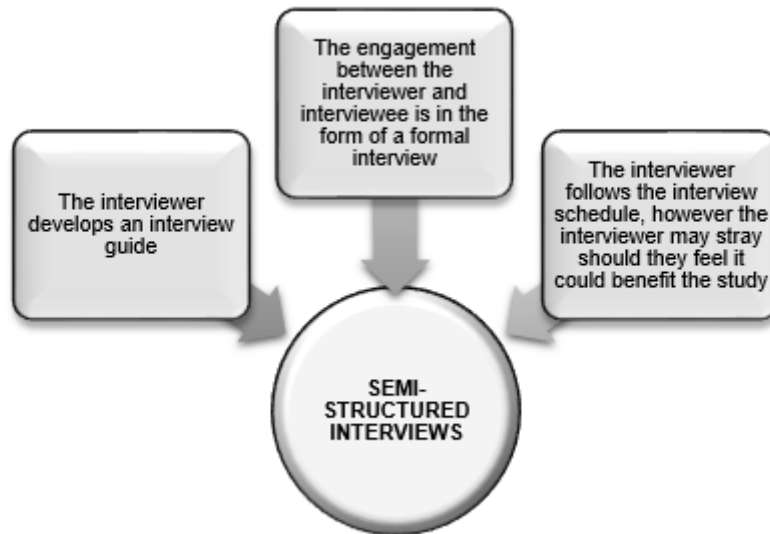 The interviewer
develops an interview
guide
The engagement
between the
interviewer and
interviewee is in the
form of a formal
interview
The interviewer
follows the interview
schedule, however the
interviewer may stray
should they feel it
could benefit the study
SEMI-
STRUCTURED
INTERVIEWS